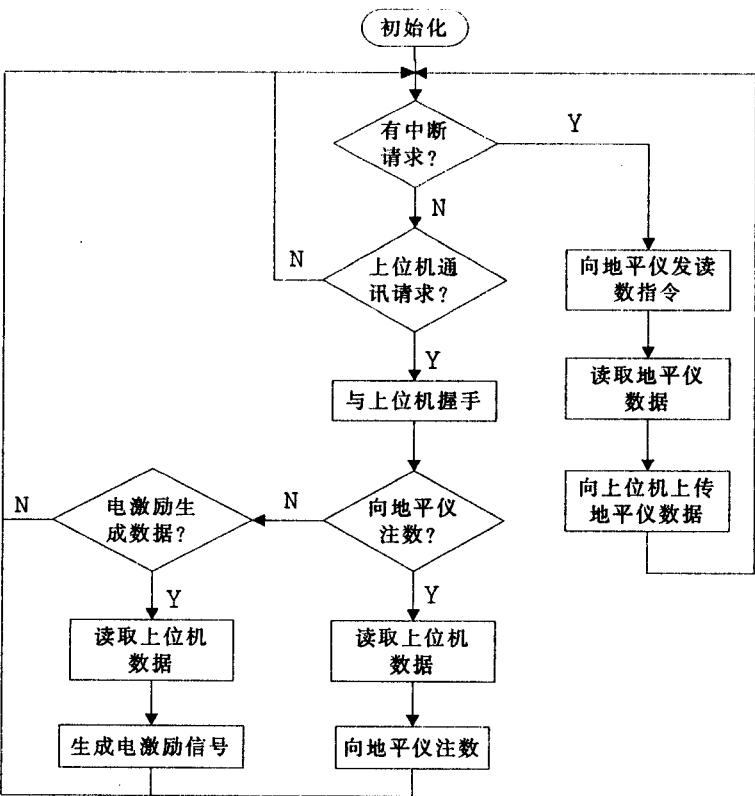 初始化
有中断
请求?
Y
N
上位机通
讯请求?
N
Y
向地平仪发读
数指令
读取地平仪
数据
向上位机上传
地平仪数据
与上位机握手
向地平仪
注数?
N
Y
电激励生
成数据?
N
Y
读取上位机
数据
生成电激励信号
读取上位机
数据
向地平仪注数